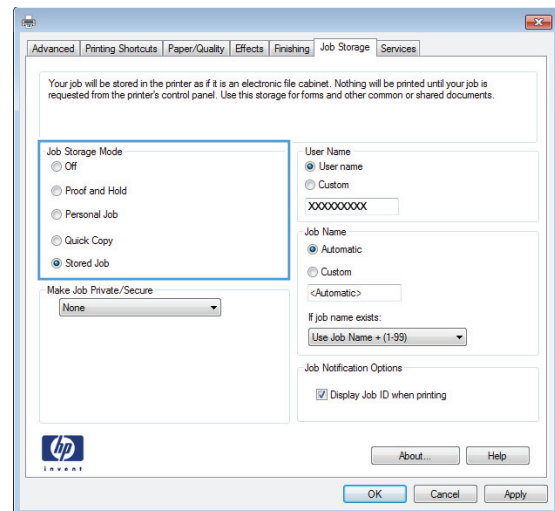 Advanced Printing Shortcuts Paper/Quality Effects Finishing Job Storage Services
Your job will be stored in the printer as if it is an electronic file cabinet. Nothing will be printed until your job is
requested from the printer's control panel. Use this storage for forms and other common or shared documents.
Job Storage Mode
Off
Proof and Hold
Personal Job
Quick Copy
Stored Job
Make Job Private/Secure
None
User Name
User name
Custom
XXXXXXXXX
Job Name
Automatic
Custom
<Automatic>
If job name exists:
Use Job Name + (1-99)
Job Notification Options
Display Job ID when printing
hp
invent
About... Help
OK Cancel Apply